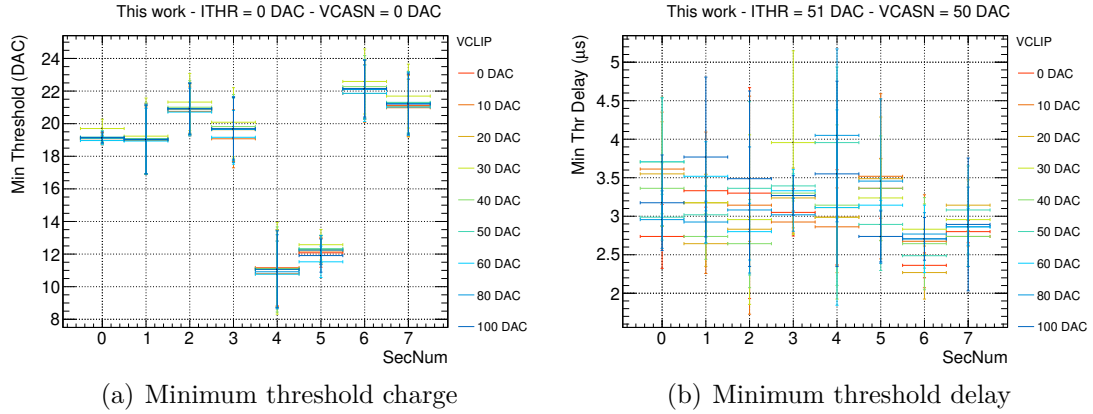 This work - ITHR = 0 DAC - VCASN = 0 DAC
Min Threshold (DAC)
24
22
20
18
16
14
12
10
8
0 1 2 3 4 5 6 7
SecNum
VCLIP
0 DAC
10 DAC
20 DAC
30 DAC
40 DAC
50 DAC
60 DAC
80 DAC
100 DAC
(a) Minimum threshold charge
This work - ITHR = 51 DAC - VCASN = 50 DAC
Min Thr Delay (μs)
5
4.5
4
3.5
3
2.5
2
0 1 2 3 4 5 6 7
SecNum
VCLIP
0 DAC
10 DAC
20 DAC
30 DAC
40 DAC
50 DAC
60 DAC
80 DAC
100 DAC
(b) Minimum threshold delay